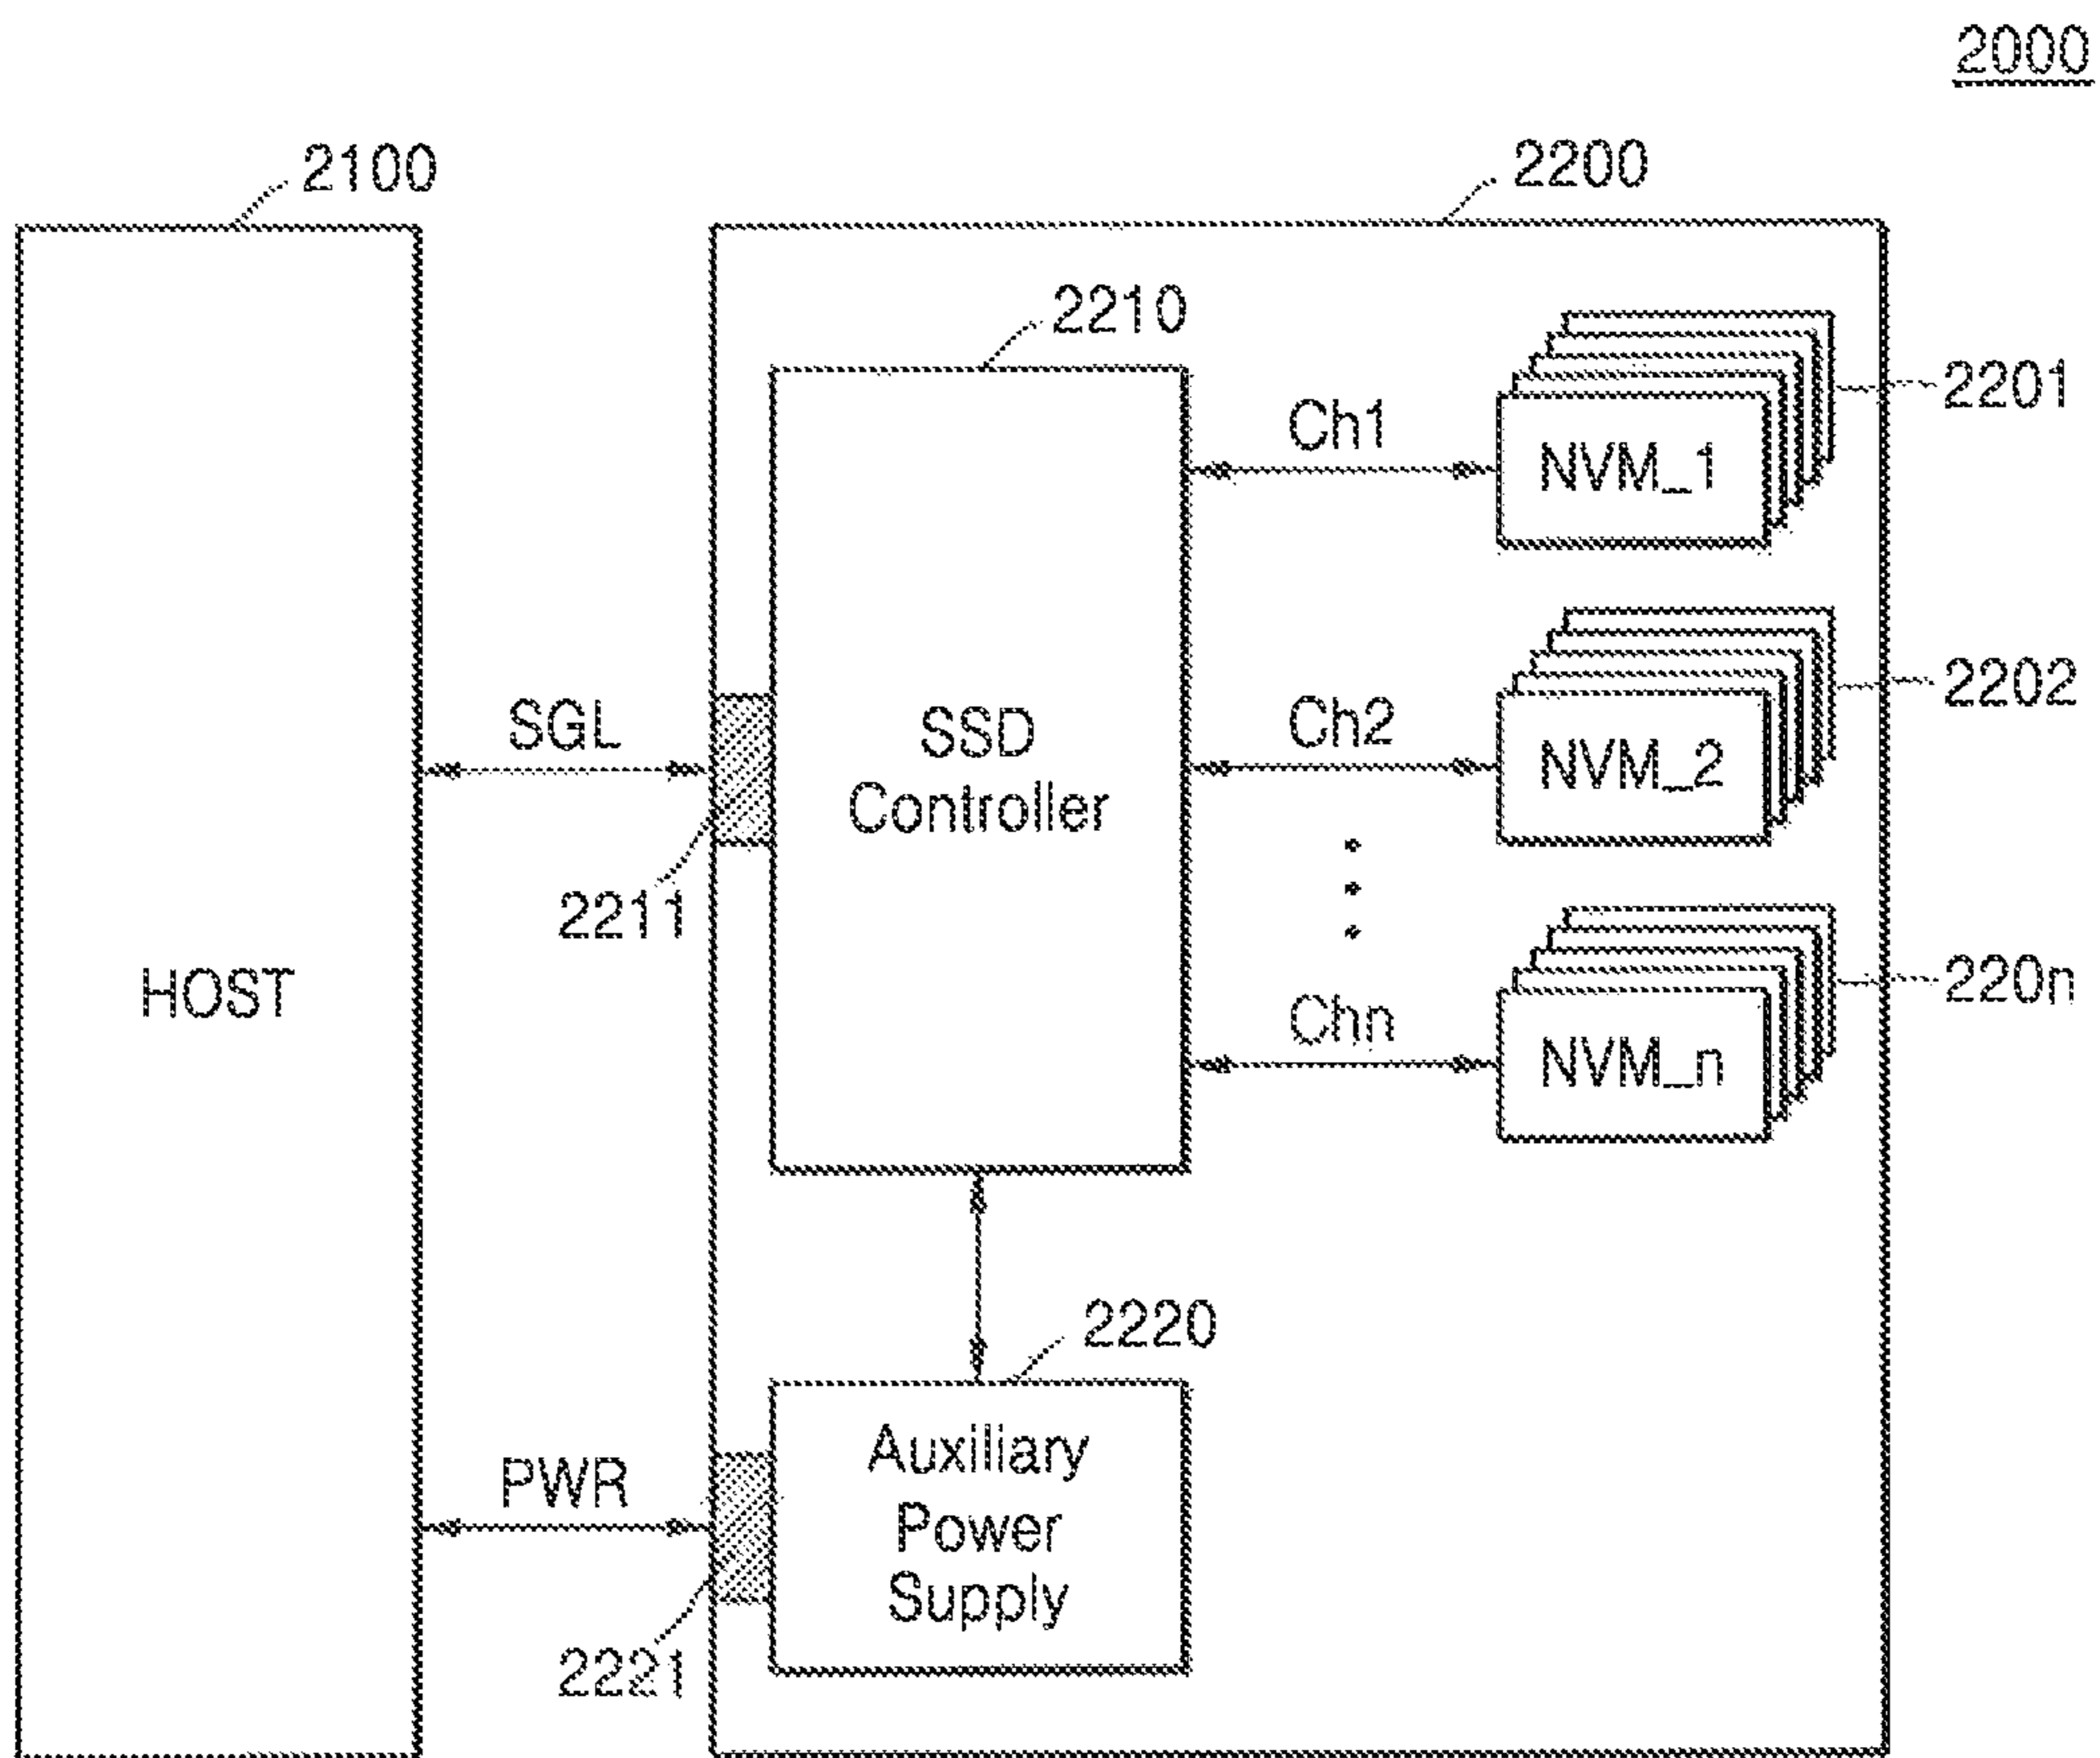 2000
2100
2200
2210
2201
Ch1
NVM_1
2202
SGL
SSD
Controller
Ch2
NVM_2
2211
HOST
220n
Chn
NVM_n
2220
Auxiliary
Power
Supply
PWR
2221